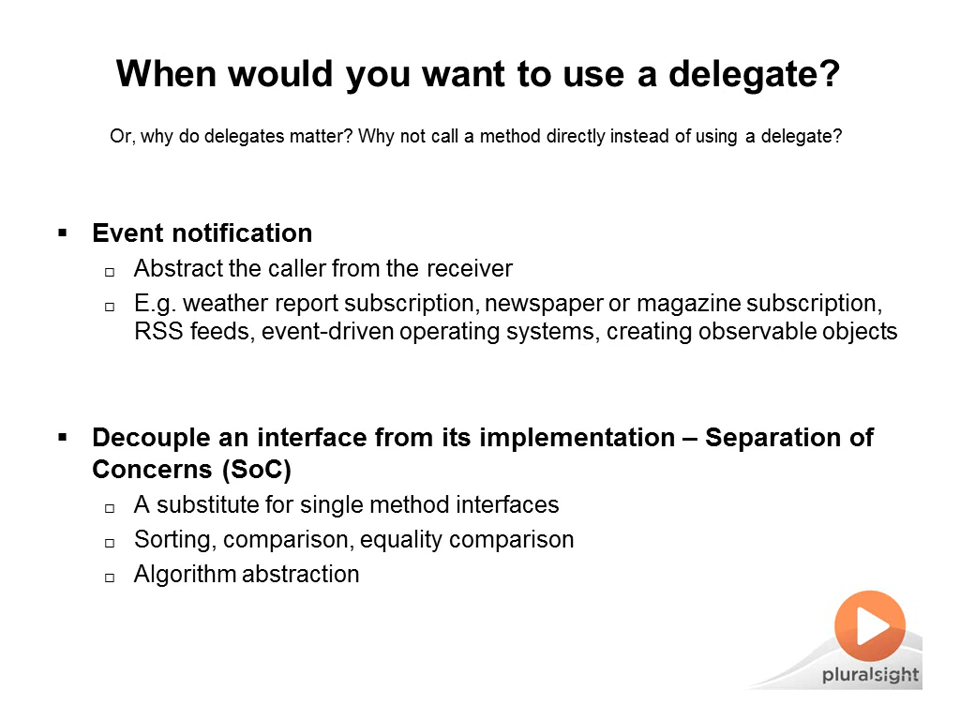 When would you want to use a delegate?
Or, why do delegates matter? Why not call a method directly instead of using a delegate?
▪ Event notification
□ Abstract the caller from the receiver
□ E.g. weather report subscription, newspaper or magazine subscription,
RSS feeds, event-driven operating systems, creating observable objects
▪ Decouple an interface from its implementation – Separation of
Concerns (SoC)
□ A substitute for single method interfaces
□ Sorting, comparison, equality comparison
□ Algorithm abstraction
pluralsight